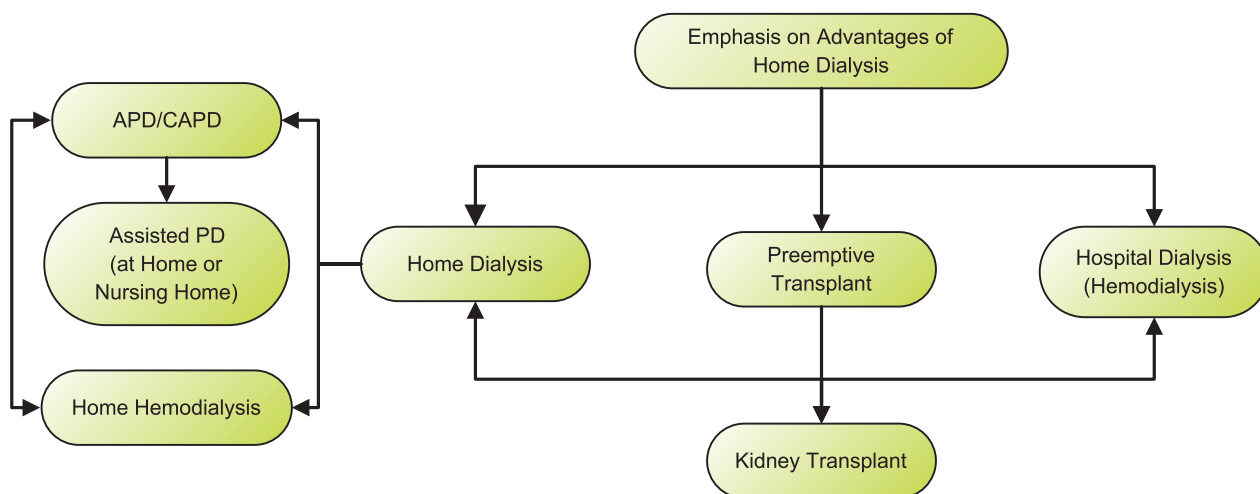 Emphasis on Advantages of
Home Dialysis
APD/CAPD
Assisted PD
(at Home or
Nursing Home)
Home Hemodialysis
Home Dialysis
Preemptive
Transplant
Hospital Dialysis
(Hemodialysis)
Kidney Transplant